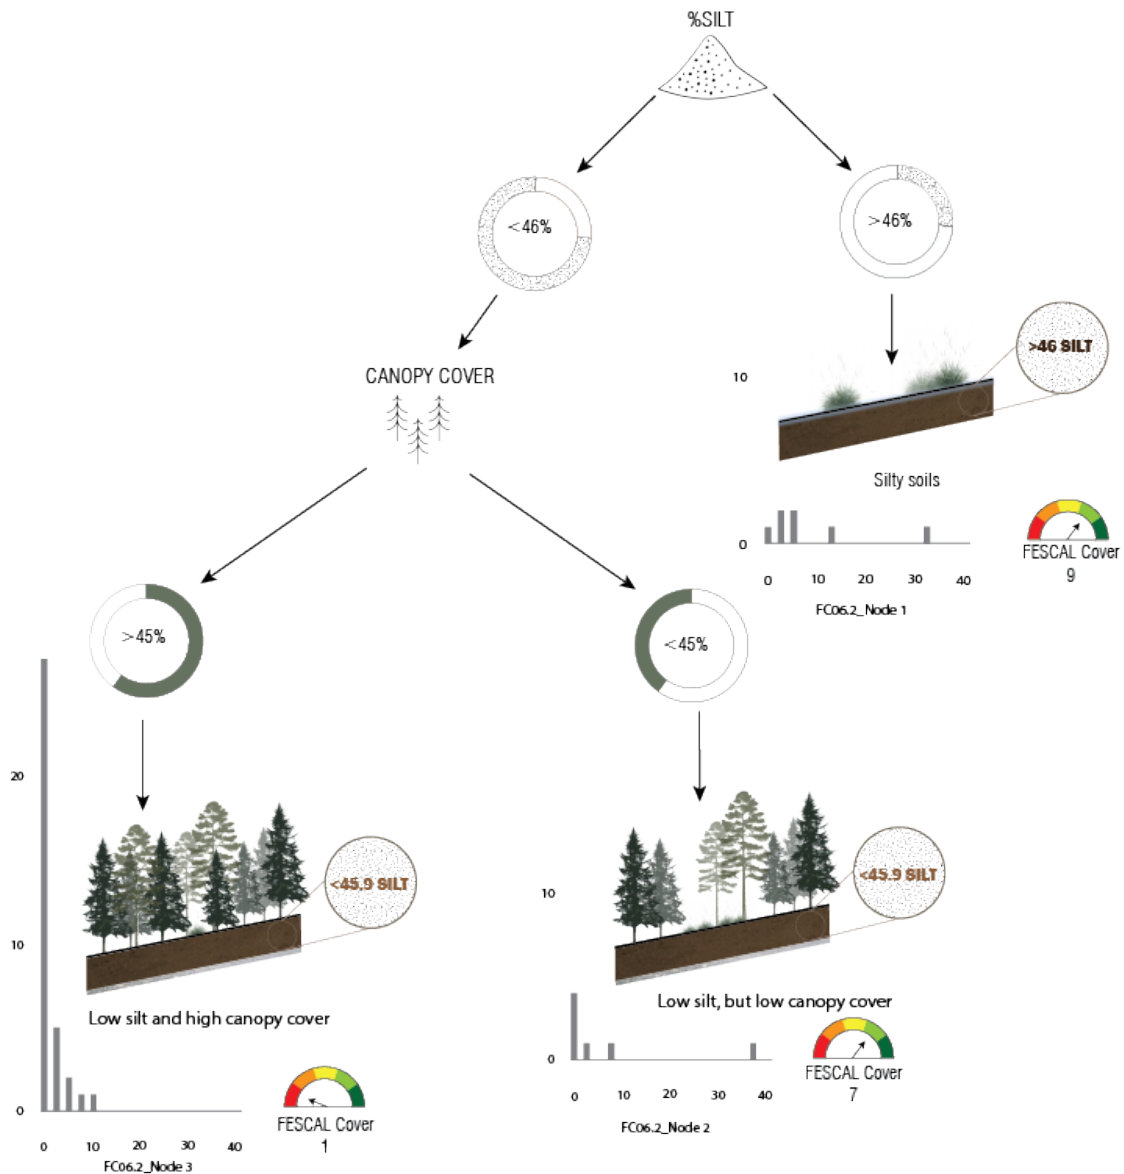 %SILT
<46%
>46%
CANOPY COVER
>46 SILT
10
Silty soils
0
0 10 20 30 40
FC06.2_Node 1
FESCAL Cover
9
>45%
<45%
20
10
0
<45.9 SILT
Low silt and high canopy cover
0 10 20 30 40
FC06.2_Node 3
FESCAL Cover
1
10
0
<45.9 SILT
Low silt, but low canopy cover
0 10 20 30 40
FC06.2_Node 2
FESCAL Cover
7